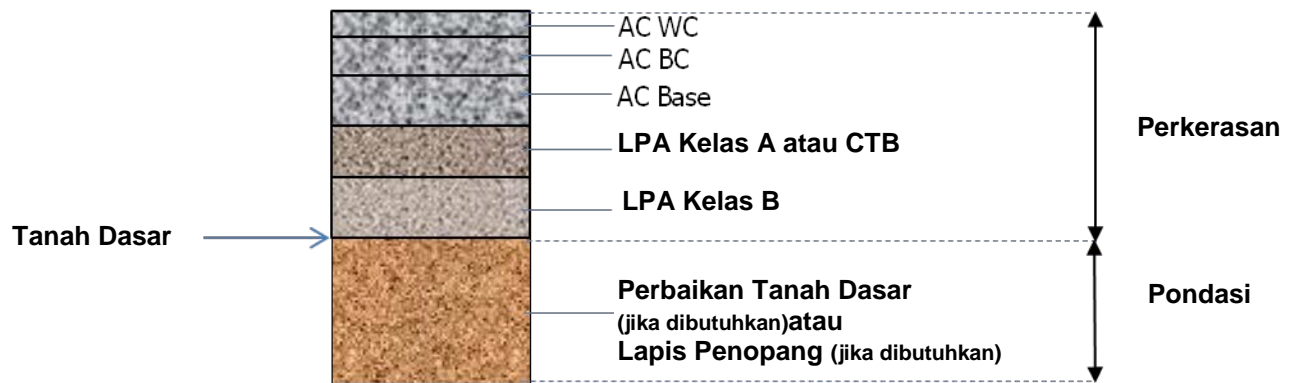 AC WC
AC BC
AC Base
LPA Kelas A atau CTB
Perkerasan
LPA Kelas B
Tanah Dasar
Perbaikan Tanah Dasar
(jika dibutuhkan)atau
Lapis Penopang (jika dibutuhkan)
Pondasi